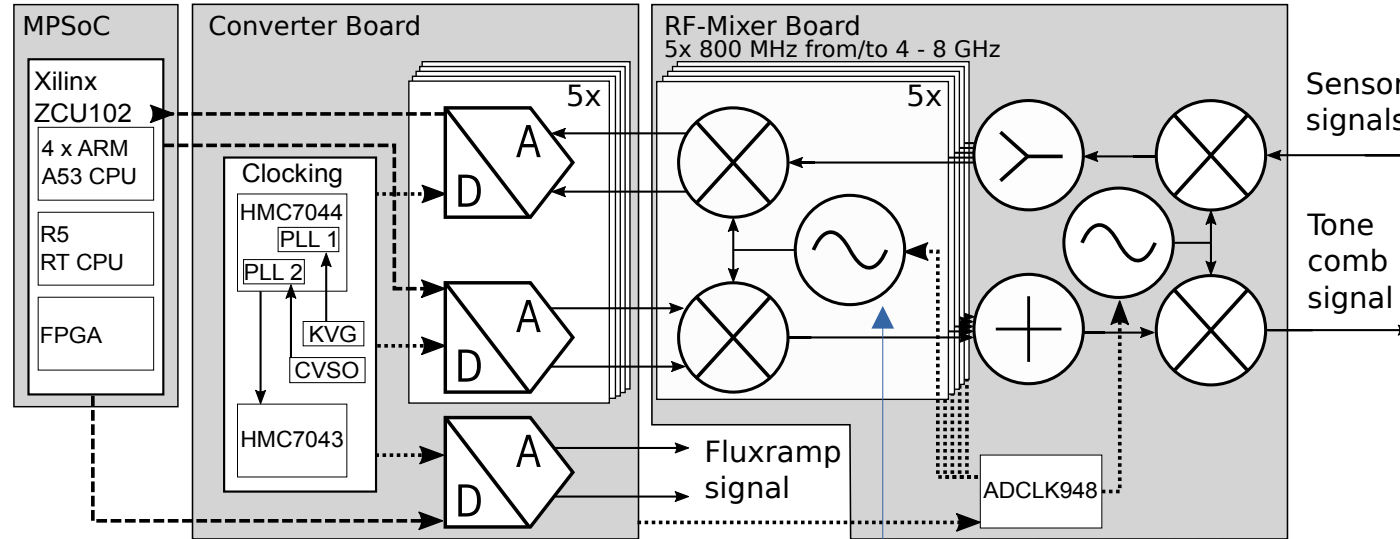 MPSoC
Xilinx
ZCU102
4 x ARM
A53 CPU
R5
RT CPU
FPGA
Converter Board
Clocking
HMC7044
PLL 1
PLL 2
KVG
CVSO
HMC7043
5x
A
D
A
D
A
D
Fluxramp
signal
RF-Mixer Board
5x 800 MHz from/to 4 - 8 GHz
5x
ADCLK948
Sensor
signals
Tone
comb
signal